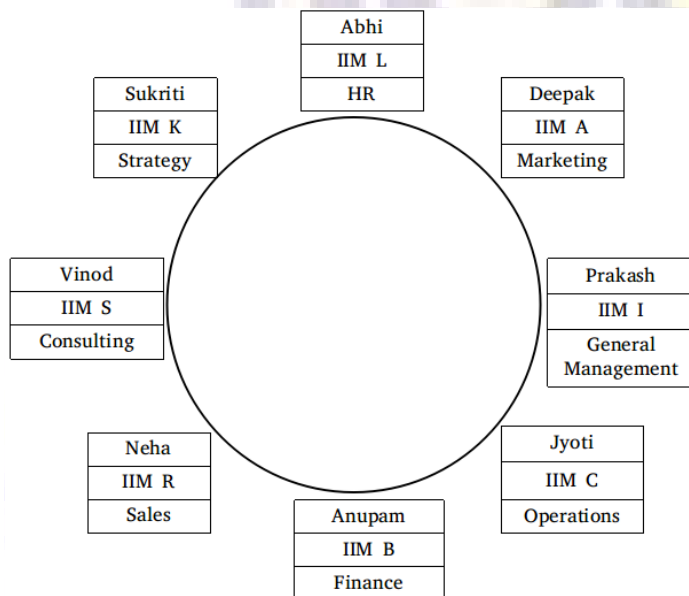 Abhi
IIM L
HR
Sukriti
IIM K
Strategy
Deepak
IIM A
Marketing
Vinod
IIM S
Consulting
Prakash
IIM I
General
Management
Neha
IIM R
Sales
Jyoti
IIM C
Operations
Anupam
IIM B
Finance